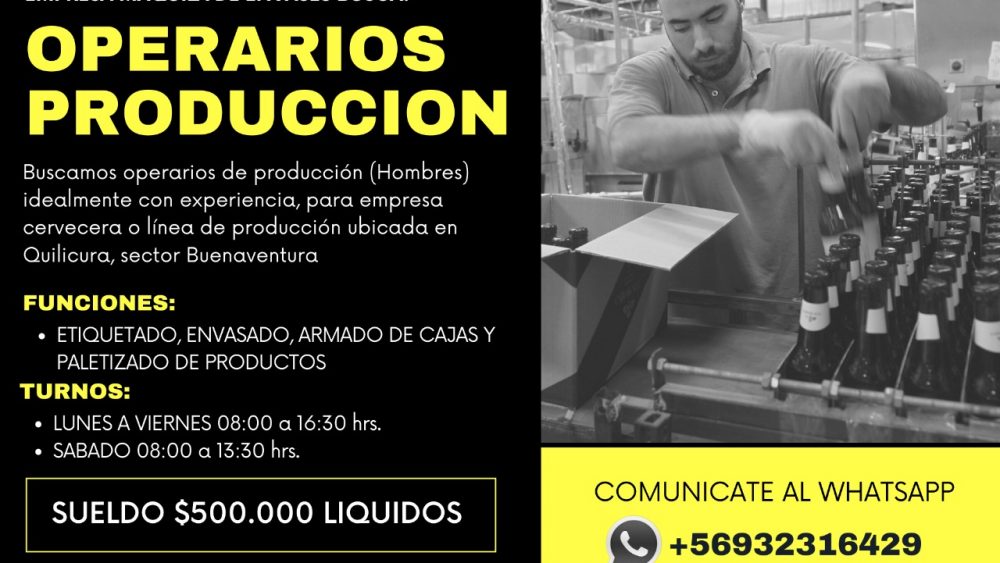 OPERARIOS
PRODUCCION
Buscamos operarios de producción (Hombres)
idealmente con experiencia, para empresa
cervecera o línea de producción ubicada en
Quilicura, sector Buenaventura
FUNCIONES:
• ETIQUETADO, ENVASADO, ARMADO DE CAJAS Y
PALETIZADO DE PRODUCTOS
TURNOS:
• LUNES A VIERNES 08:00 a 16:30 hrs.
• SABADO 08:00 a 13:30 hrs.
SUELDO $500.000 LIQUIDOS
COMUNICATE AL WHATSAPP
+56932316429